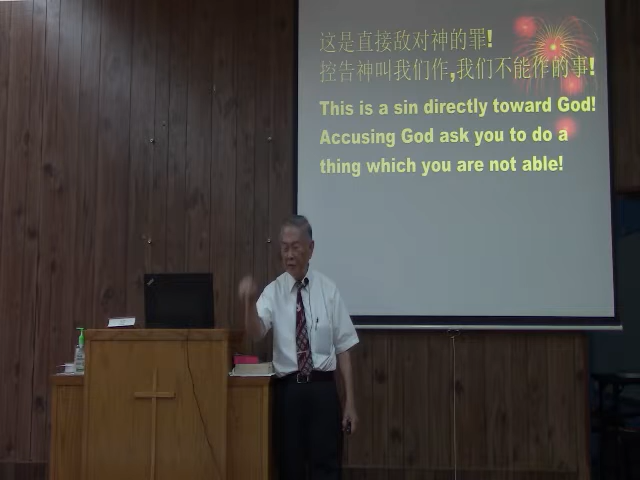 这是直接敌对神的罪!
控告神叫我们作,我们不能作的事!
This is a sin directly toward God!
Accusing God ask you to do a
thing which you are not able!